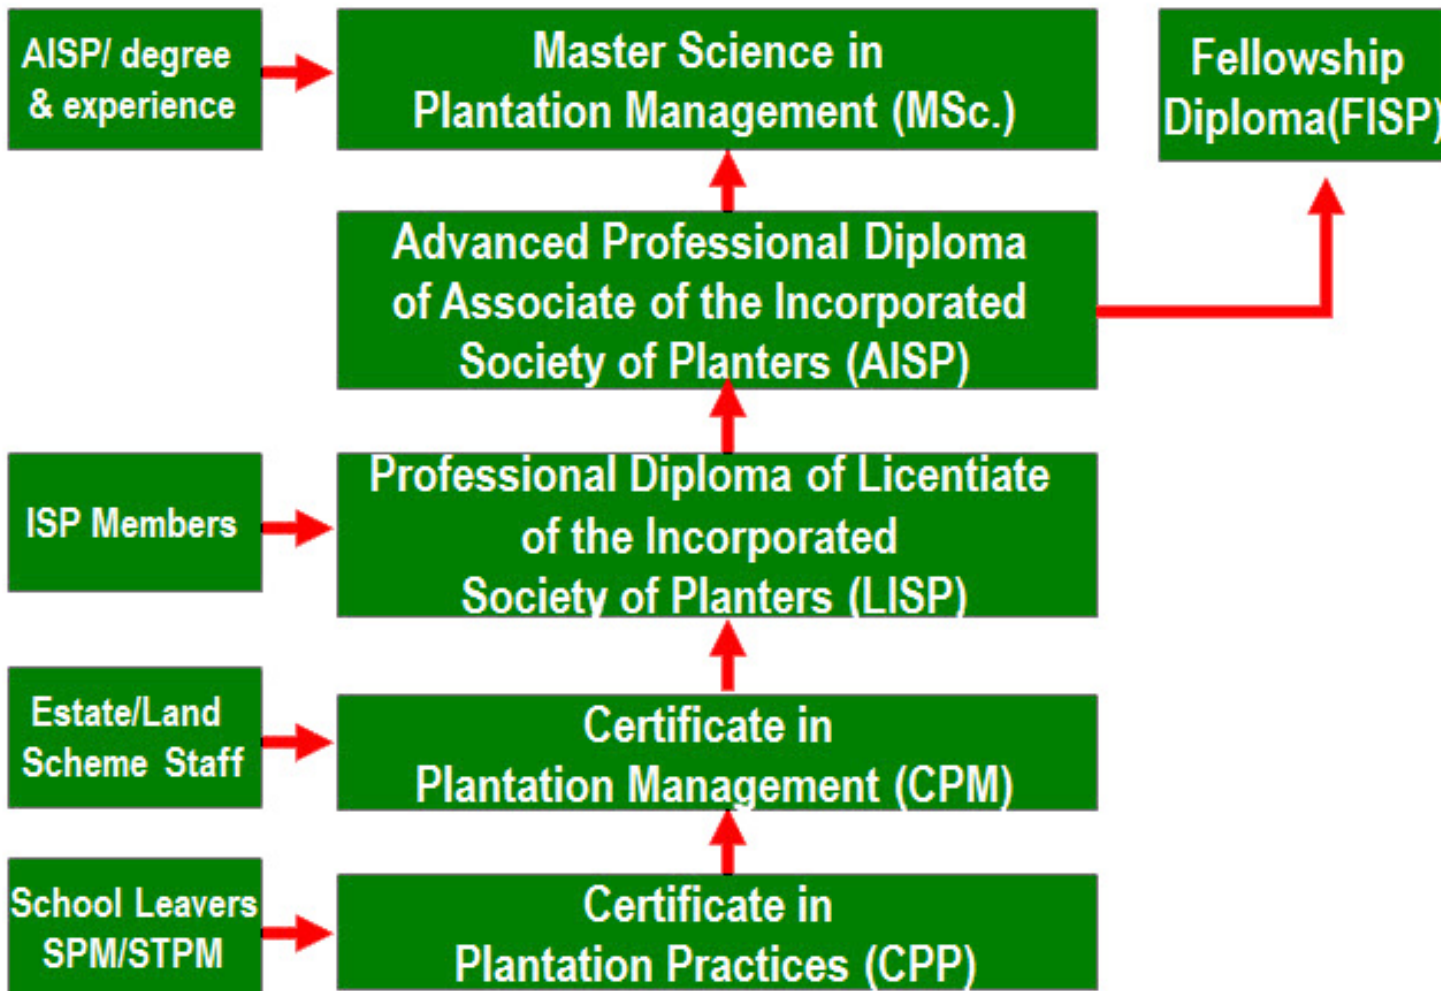 AISP/ degree
& experience
Master Science in
Plantation Management (MSc.)
Fellowship
Diploma(FISP)
Advanced Professional Diploma
of Associate of the Incorporated
Society of Planters (AISP)
ISP Members
Professional Diploma of Licentiate
of the Incorporated
Society of Planters (LISP)
Estate/Land
Scheme Staff
Certificate in
Plantation Management (CPM)
School Leavers
SPM/STPM
Certificate in
Plantation Practices (CPP)